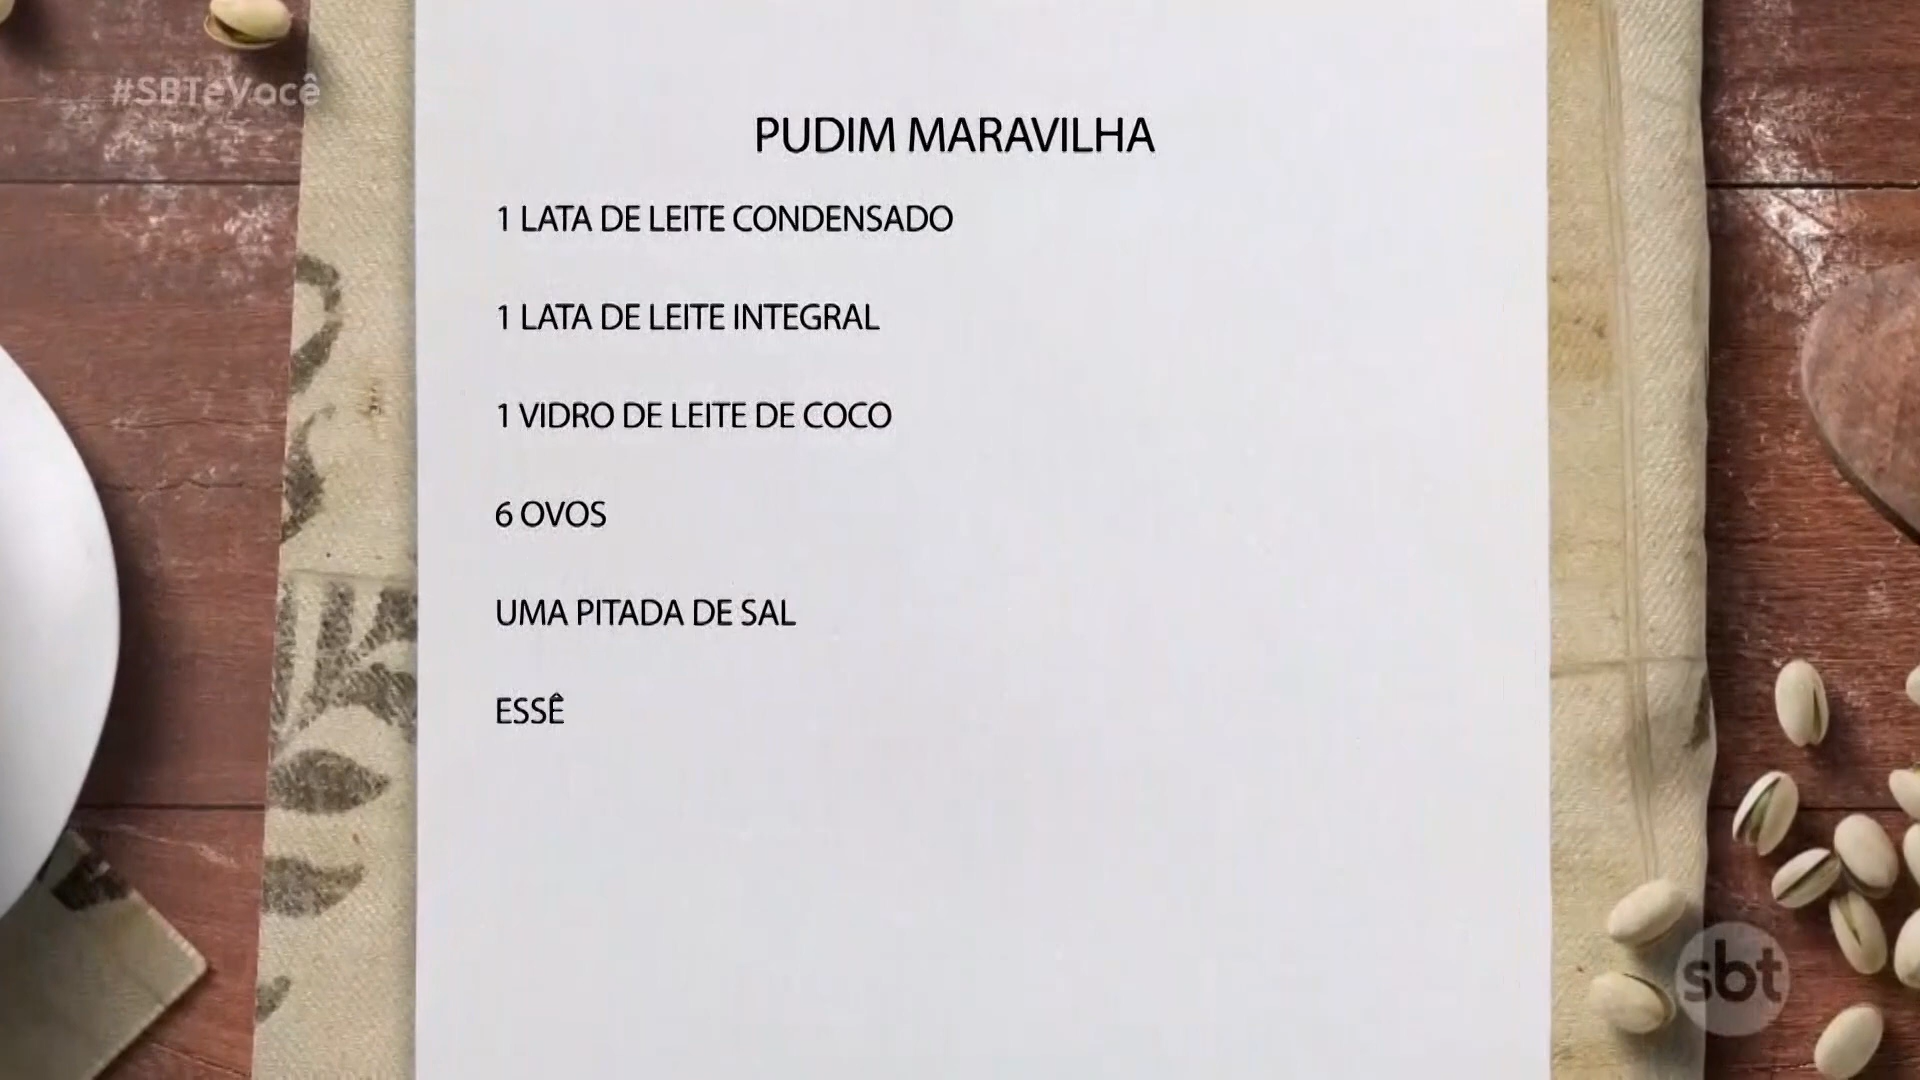 #SBTeVocê
PUDIM MARAVILHA
1 LATA DE LEITE CONDENSADO
1 LATA DE LEITE INTEGRAL
1 VIDRO DE LEITE DE COCO
6 OVOS
UMA PITADA DE SAL
ESSÊ
sbt